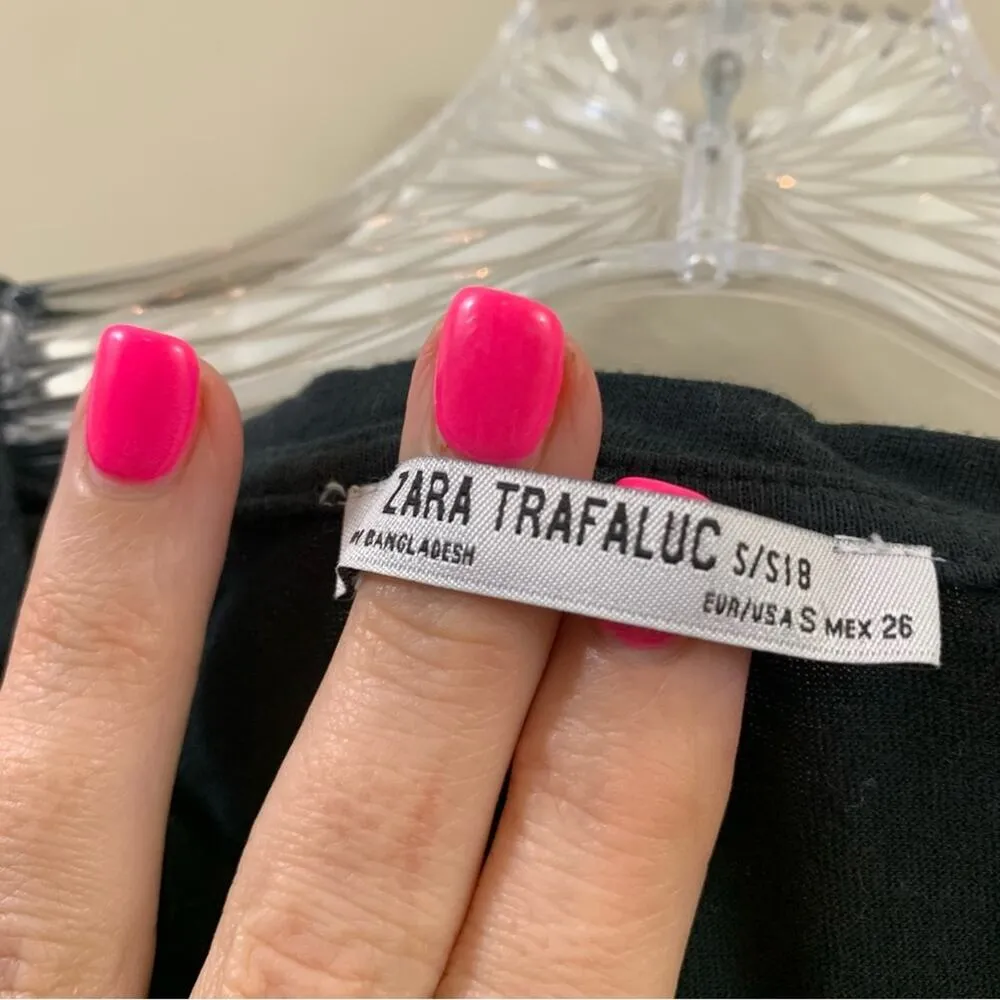 ZARA TRAFALUC S/S18
BANGLADESH
EUR/USA S MEX 26